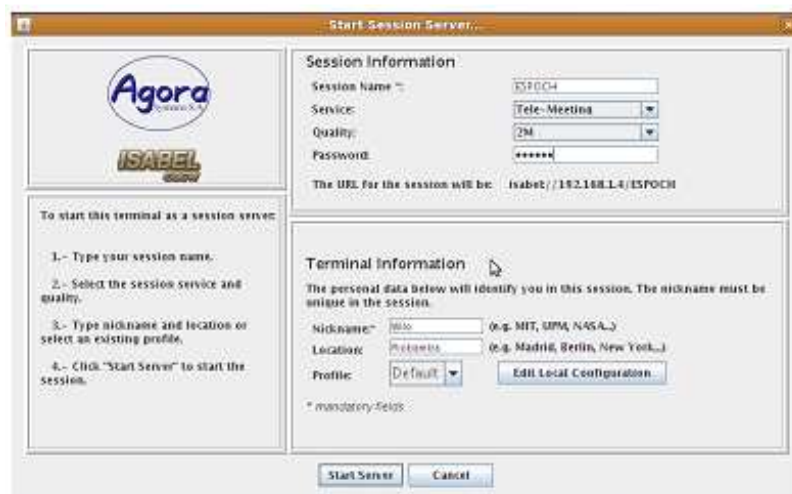 Start Session Server...
Agora
ISABEL
To start this terminal as a session server:
1.- Type your session name.
2.- Select the session service and
quality.
3.- Type nickname and location or
select an existing profile.
4.- Click "Start Server" to start the
session.
Session Information
Session Name *: ESPOCH
Service: Tele-Meeting
Quality: 2M
Password: ******
The URL for the session will be: isabel://192.168.1.4/ESPOCH
Terminal Information
The personal data below will identify you in this session. The nickname must be
unique in the session.
Nickname:* (e.g. MIT, UPM, NASA...)
Location: (e.g. Madrid, Berlin, New York...)
Profile: Default Edit Local Configuration
* mandatory fields
Start Server Cancel